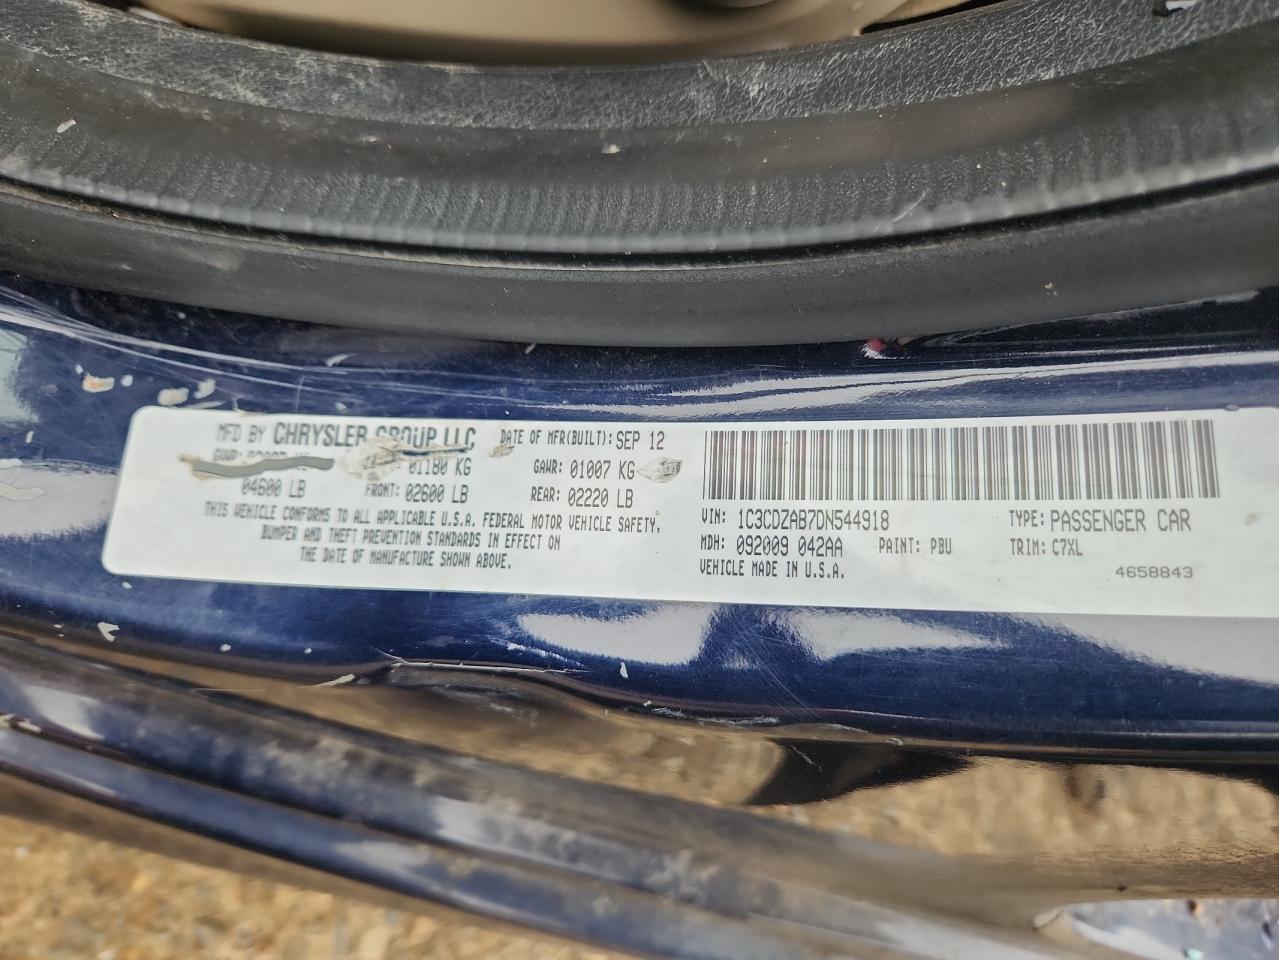 MFD BY CHRYSLER GROUP LLC DATE OF MFR(BUILT): SEP 12
GVWR: 01180 KG GAWR: 01007 KG
04600 LB FRONT: 02600 LB REAR: 02220 LB
THIS VEHICLE CONFORMS TO ALL APPLICABLE U.S.A. FEDERAL MOTOR VEHICLE SAFETY,
BUMPER AND THEFT PREVENTION STANDARDS IN EFFECT ON
THE DATE OF MANUFACTURE SHOWN ABOVE.
VIN: 1C3CDZAB7DN544918 TYPE: PASSENGER CAR
MDH: 092009 042AA PAINT: PBU TRIM: C7XL
VEHICLE MADE IN U.S.A. 4658843